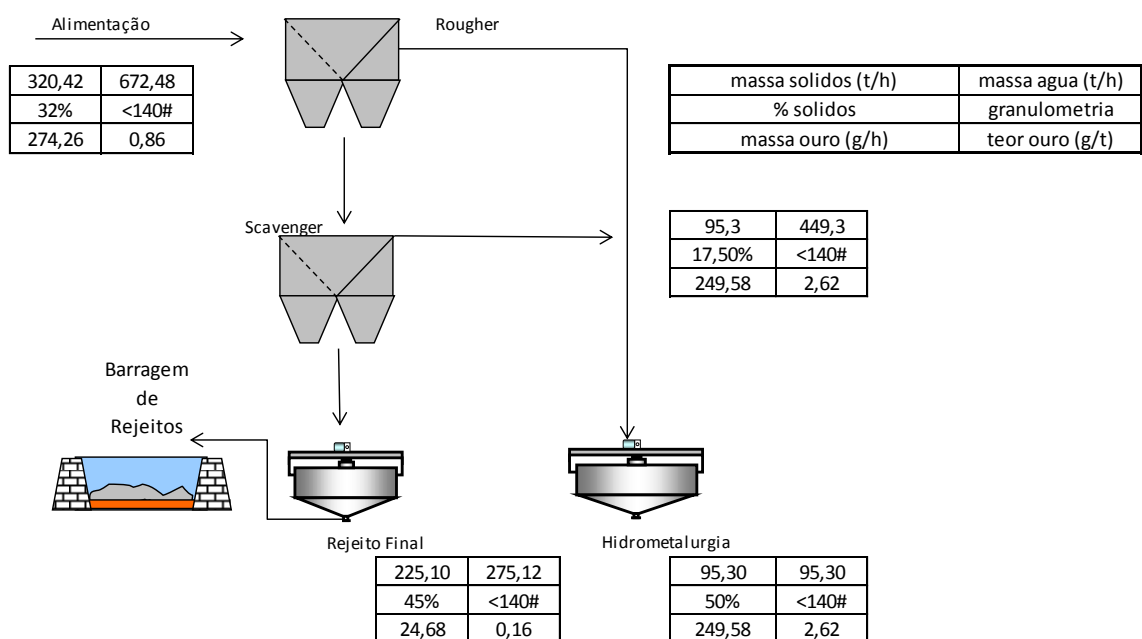 Alimentação
Rougher
320,42 672,48
32% <140#
274,26 0,86
massa solidos (t/h) massa agua (t/h)
% solidos granulometria
massa ouro (g/h) teor ouro (g/t)
Scavenger
95,3 449,3
17,50% <140#
249,58 2,62
Barragem
de
Rejeitos
Rejeito Final
225,10 275,12
45% <140#
24,68 0,16
Hidrometalurgia
95,30 95,30
50% <140#
249,58 2,62